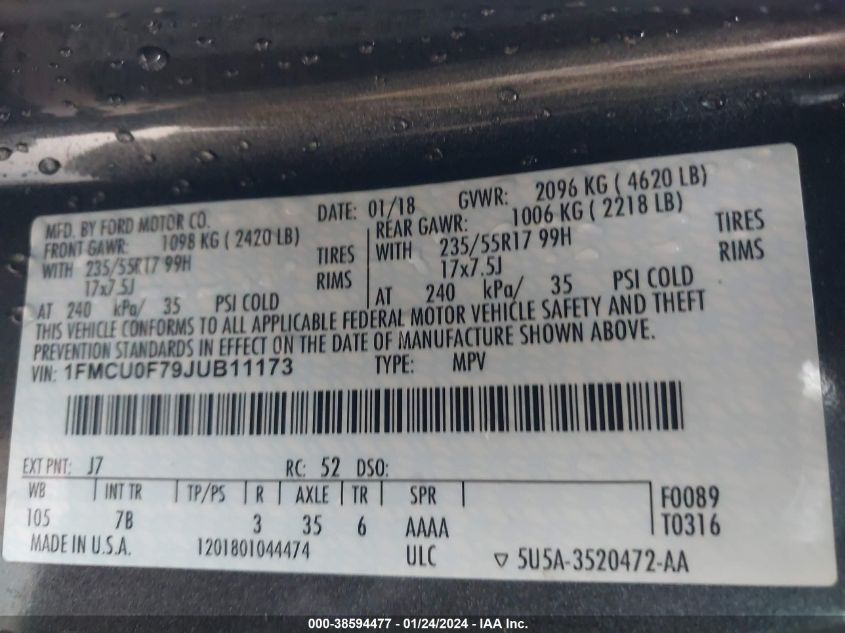 MFD. BY FORD MOTOR CO.
DATE: 01/18
GVWR: 2096 KG ( 4620 LB)
FRONT GAWR: 1098 KG ( 2420 LB)
REAR GAWR: 1006 KG ( 2218 LB)
WITH 235/55R17 99H TIRES
WITH 235/55R17 99H TIRES
17x7.5J RIMS
17x7.5J RIMS
AT 240 kPa/ 35 PSI COLD
AT 240 kPa/ 35 PSI COLD
THIS VEHICLE CONFORMS TO ALL APPLICABLE FEDERAL MOTOR VEHICLE SAFETY AND THEFT
PREVENTION STANDARDS IN EFFECT ON THE DATE OF MANUFACTURE SHOWN ABOVE.
VIN: 1FMCU0F79JUB11173 TYPE: MPV
EXT PNT: J7 RC: 52 DSO:
WB INT TR TP/PS R AXLE TR SPR F0089
105 7B 3 35 6 AAAA T0316
MADE IN U.S.A. 1201801044474 ULC ▽ 5U5A-3520472-AA
000-38594477 - 01/24/2024 - IAA Inc.